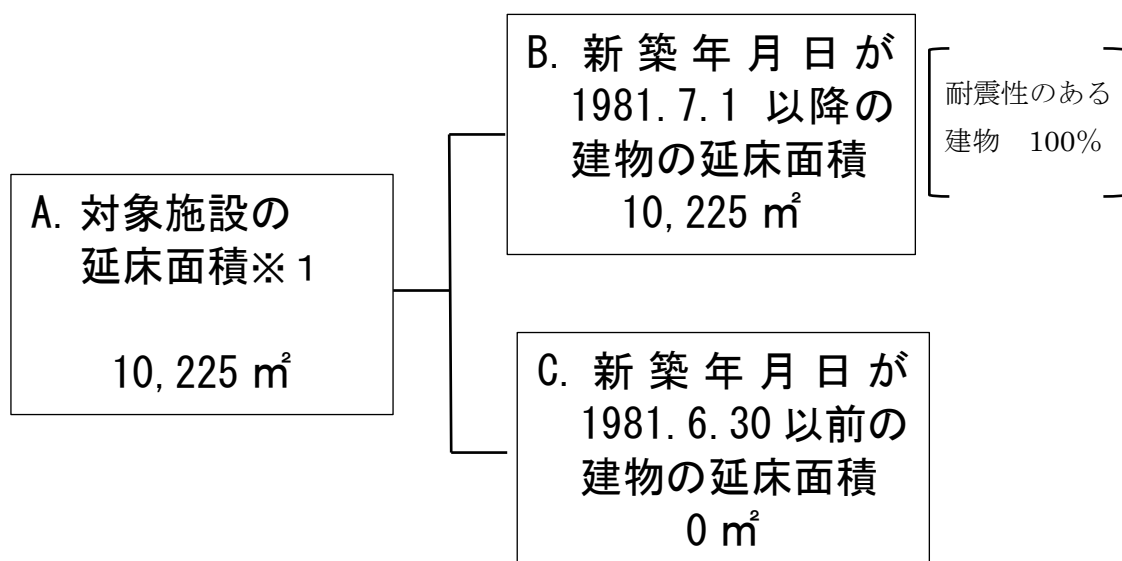 A. 対象施設の
延床面積※１
10,225 ㎡
B. 新築年月日が
1981.7.1 以降の
建物の延床面積
10,225 ㎡
耐震性のある
建物　100%
C. 新築年月日が
1981.6.30 以前の
建物の延床面積
0 ㎡